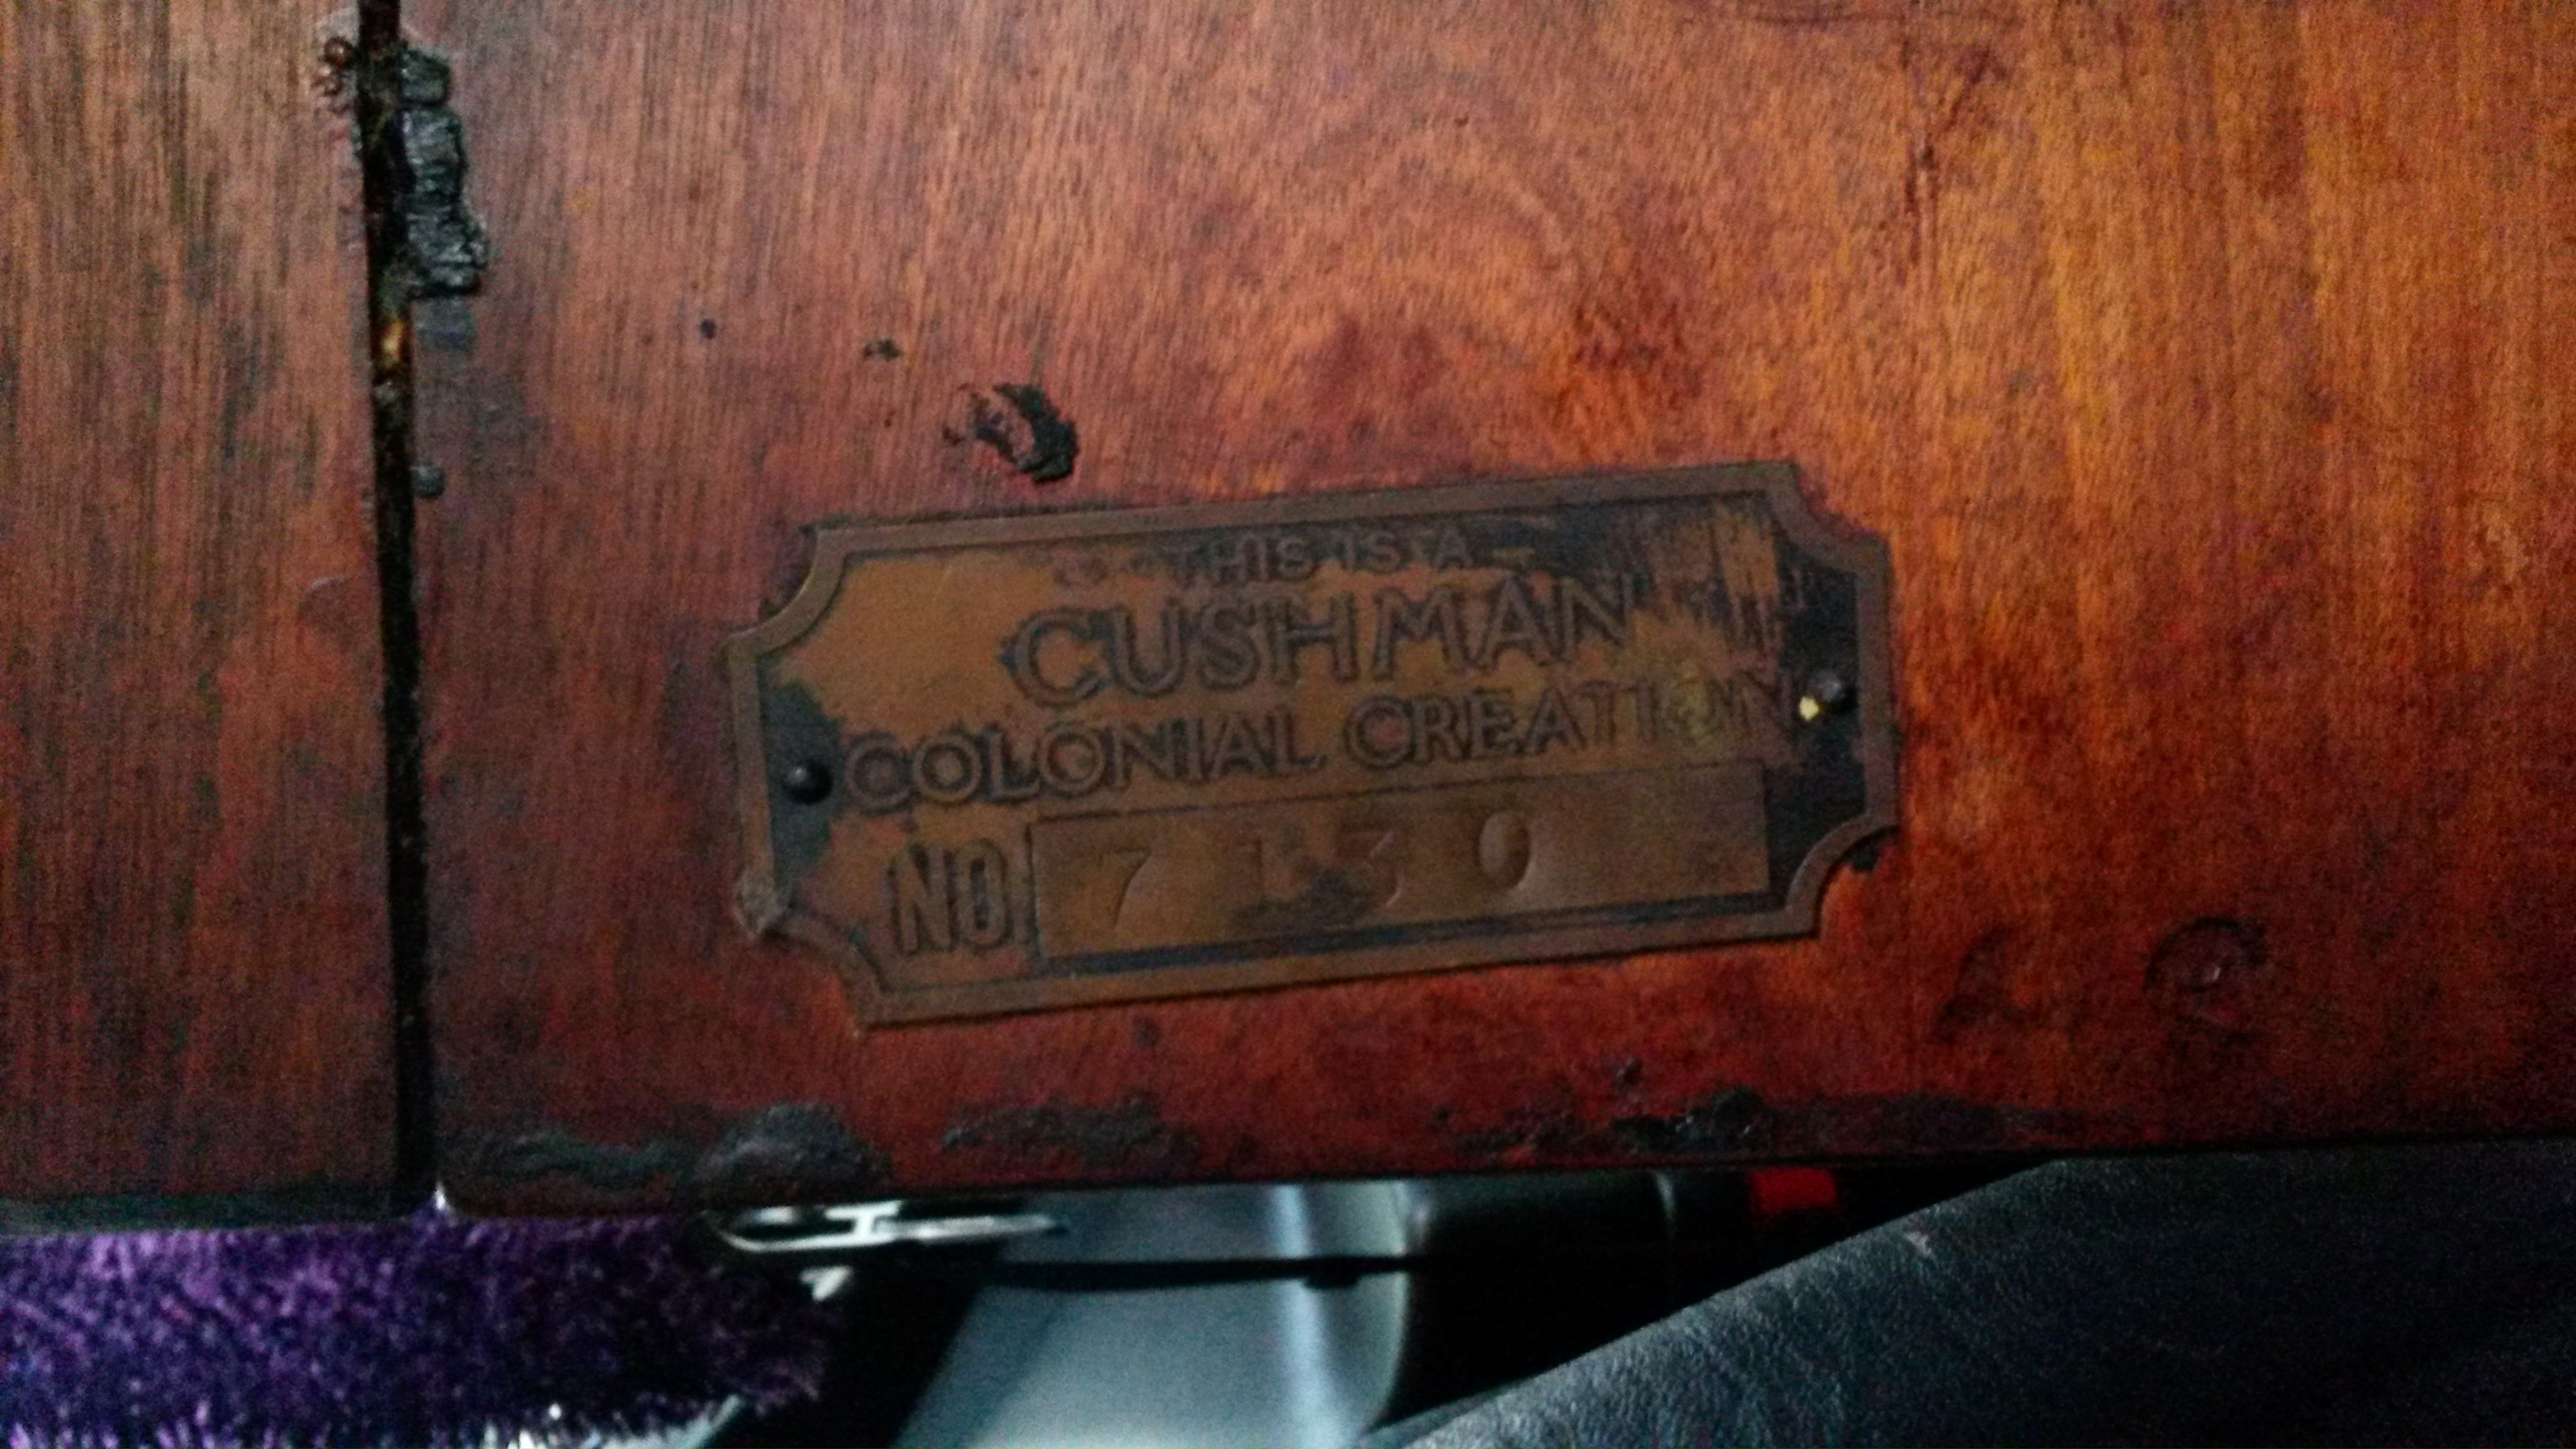 THIS IS A
CUSHMAN
COLONIAL CREATION
NO. 7130